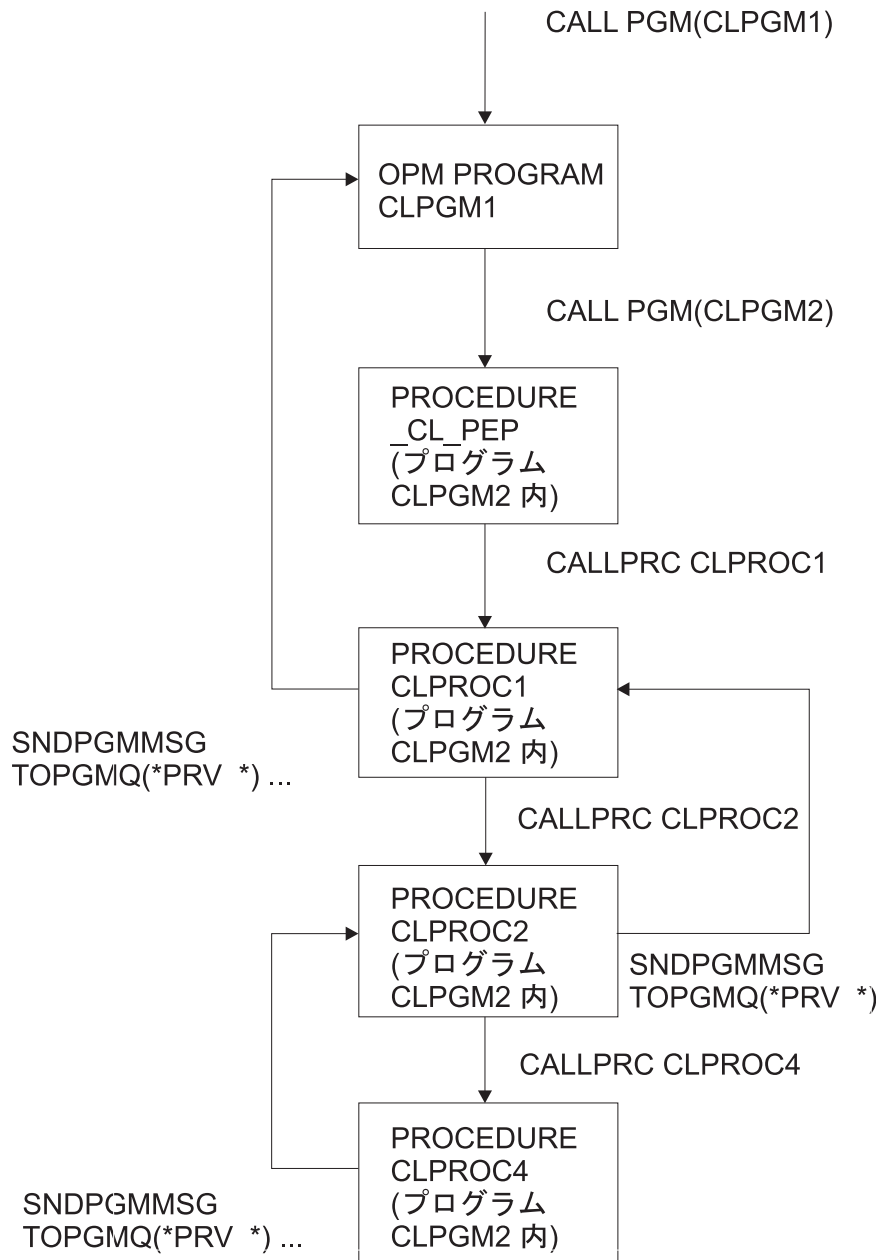 CALL PGM(CLPGM1)
OPM PROGRAM
CLPGM1
CALL PGM(CLPGM2)
PROCEDURE
_CL_PEP
(プログラム
CLPGM2 内)
CALLPRC CLPROC1
PROCEDURE
CLPROC1
(プログラム
CLPGM2 内)
SNDPGMMSG
TOPGMQ(*PRV *) ...
CALLPRC CLPROC2
PROCEDURE
CLPROC2
(プログラム
CLPGM2 内)
SNDPGMMSG
TOPGMQ(*PRV *)
CALLPRC CLPROC4
PROCEDURE
CLPROC4
(プログラム
CLPGM2 内)
SNDPGMMSG
TOPGMQ(*PRV *) ...